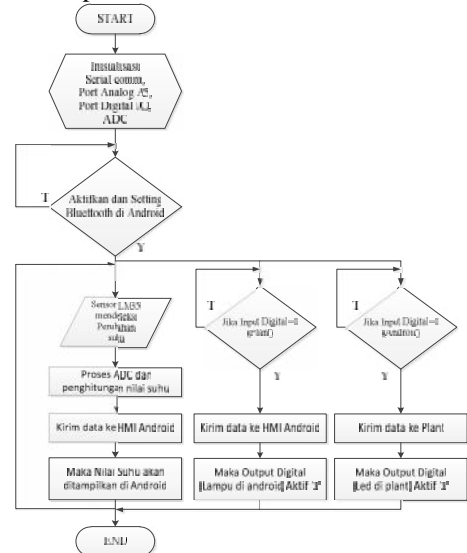 START
Inisialisasi
Serial comm,
Port Analog A5,
Port Digital I/O,
ADC
T
Aktifkan dan Setting
Bluettooth di Android
Y
Sensor LM35
mendeteksi
Perubahan
suhu
Proses ADC dan
penghitungan nilai suhu
Kirim data ke HMI Android
Maka Nilai Suhu akan
ditampilkan di Android
T
Jika Input Digital=1
(plant)
Y
Kirim data ke HMI Android
Maka Output Digital
[Lampu di android] Aktif "1"
T
Jika Input Digital=1
(android)
Y
Kirim data ke Plant
Maka Output Digital
[Led di plant] Aktif "1"
END